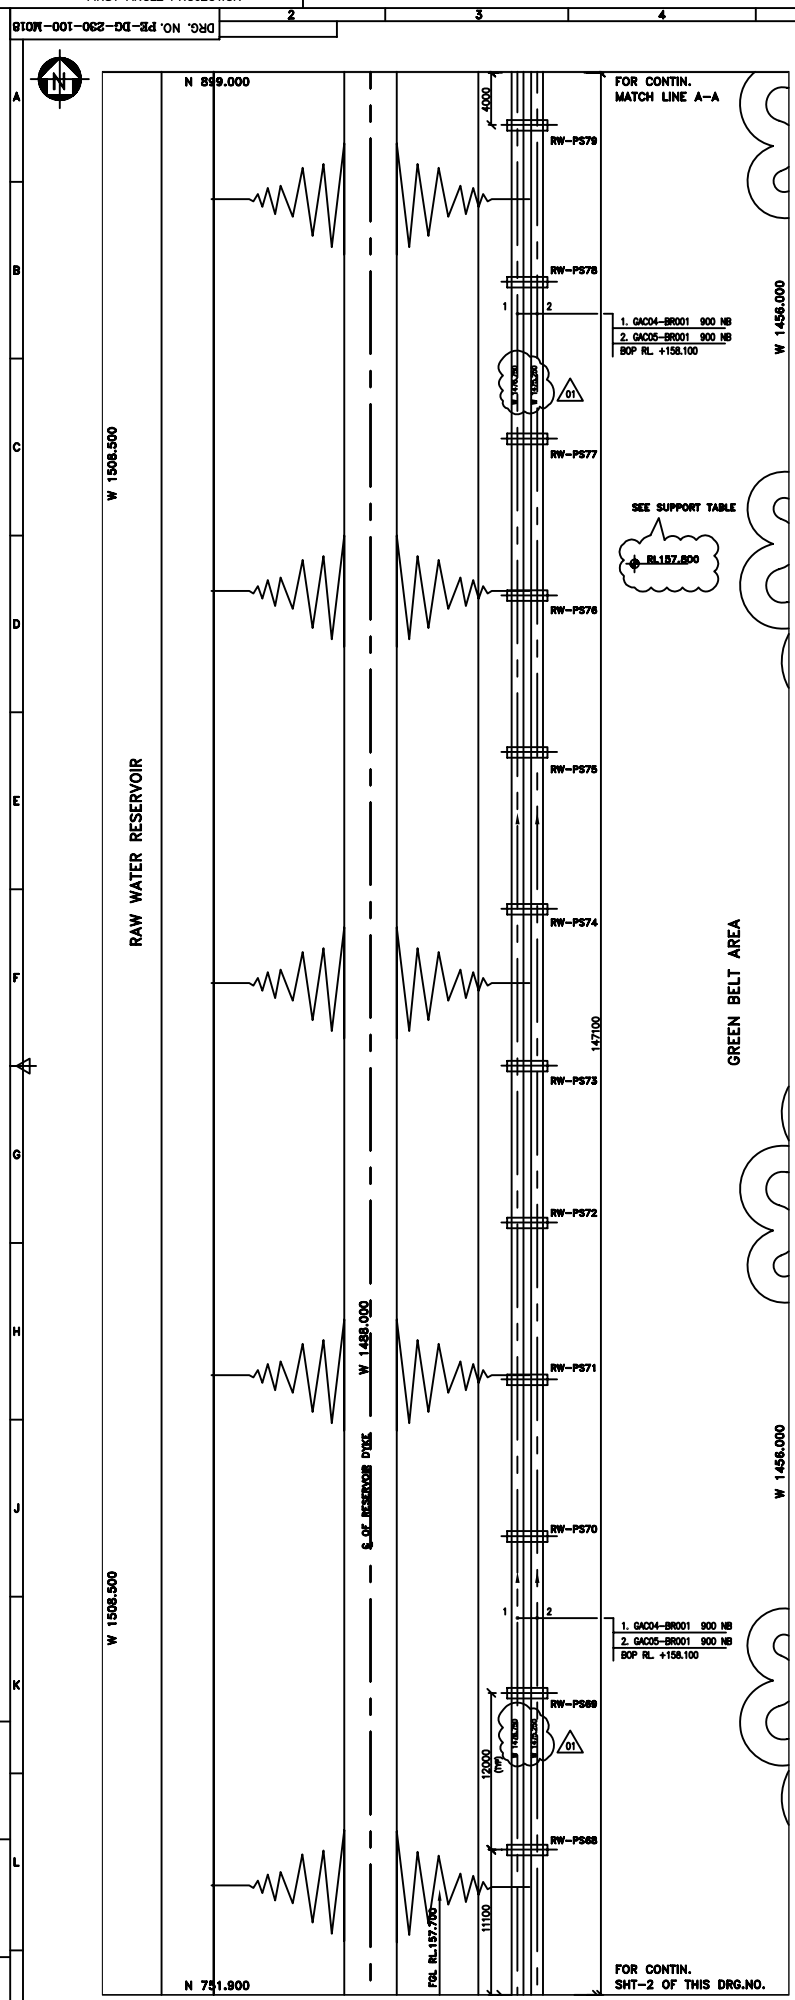 DRG. NO. PE-DG-230-100-M018
2
3
4
N
A
B
C
D
E
F
G
H
J
K
L
N 899.000
4000
FOR CONTIN.
MATCH LINE A-A
RW-PS79
RW-PS78
1 2
1. GAC04-BR001 900 NB
2. GAC05-BR001 900 NB
BOP RL. +158.100
W 1456.000
01
W 1508.500
RW-PS77
SEE SUPPORT TABLE
RL157.800
RW-PS76
RW-PS75
RAW WATER RESERVOIR
RW-PS74
GREEN BELT AREA
147100
RW-PS73
RW-PS72
W 1488.000
RW-PS71
℄ OF RESERVOIR DYKE
W 1456.000
RW-PS70
W 1508.500
1 2
1. GAC04-BR001 900 NB
2. GAC05-BR001 900 NB
BOP RL. +158.100
RW-PS69
01
12000
(TYP)
RW-PS68
11100
FGL RL.157.700
N 751.900
FOR CONTIN.
SHT-2 OF THIS DRG.NO.